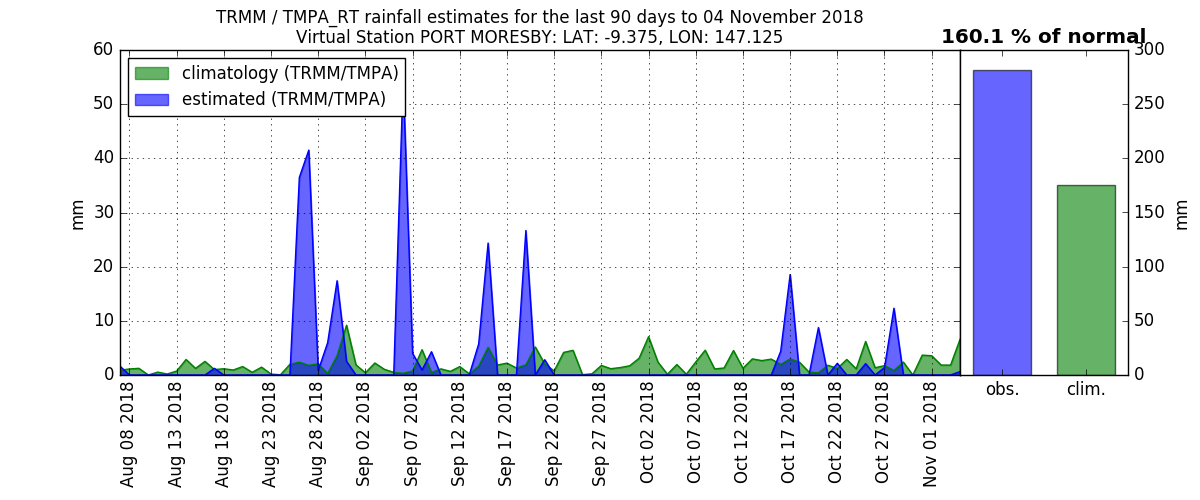 TRMM / TMPA_RT rainfall estimates for the last 90 days to 04 November 2018
Virtual Station PORT MORESBY: LAT: -9.375, LON: 147.125
160.1 % of normal
climatology (TRMM/TMPA)
estimated (TRMM/TMPA)
60
50
40
30
20
10
0
mm
Aug 08 2018
Aug 13 2018
Aug 18 2018
Aug 23 2018
Aug 28 2018
Sep 02 2018
Sep 07 2018
Sep 12 2018
Sep 17 2018
Sep 22 2018
Sep 27 2018
Oct 02 2018
Oct 07 2018
Oct 12 2018
Oct 17 2018
Oct 22 2018
Oct 27 2018
Nov 01 2018
obs.
clim.
300
250
200
150
100
50
0
mm